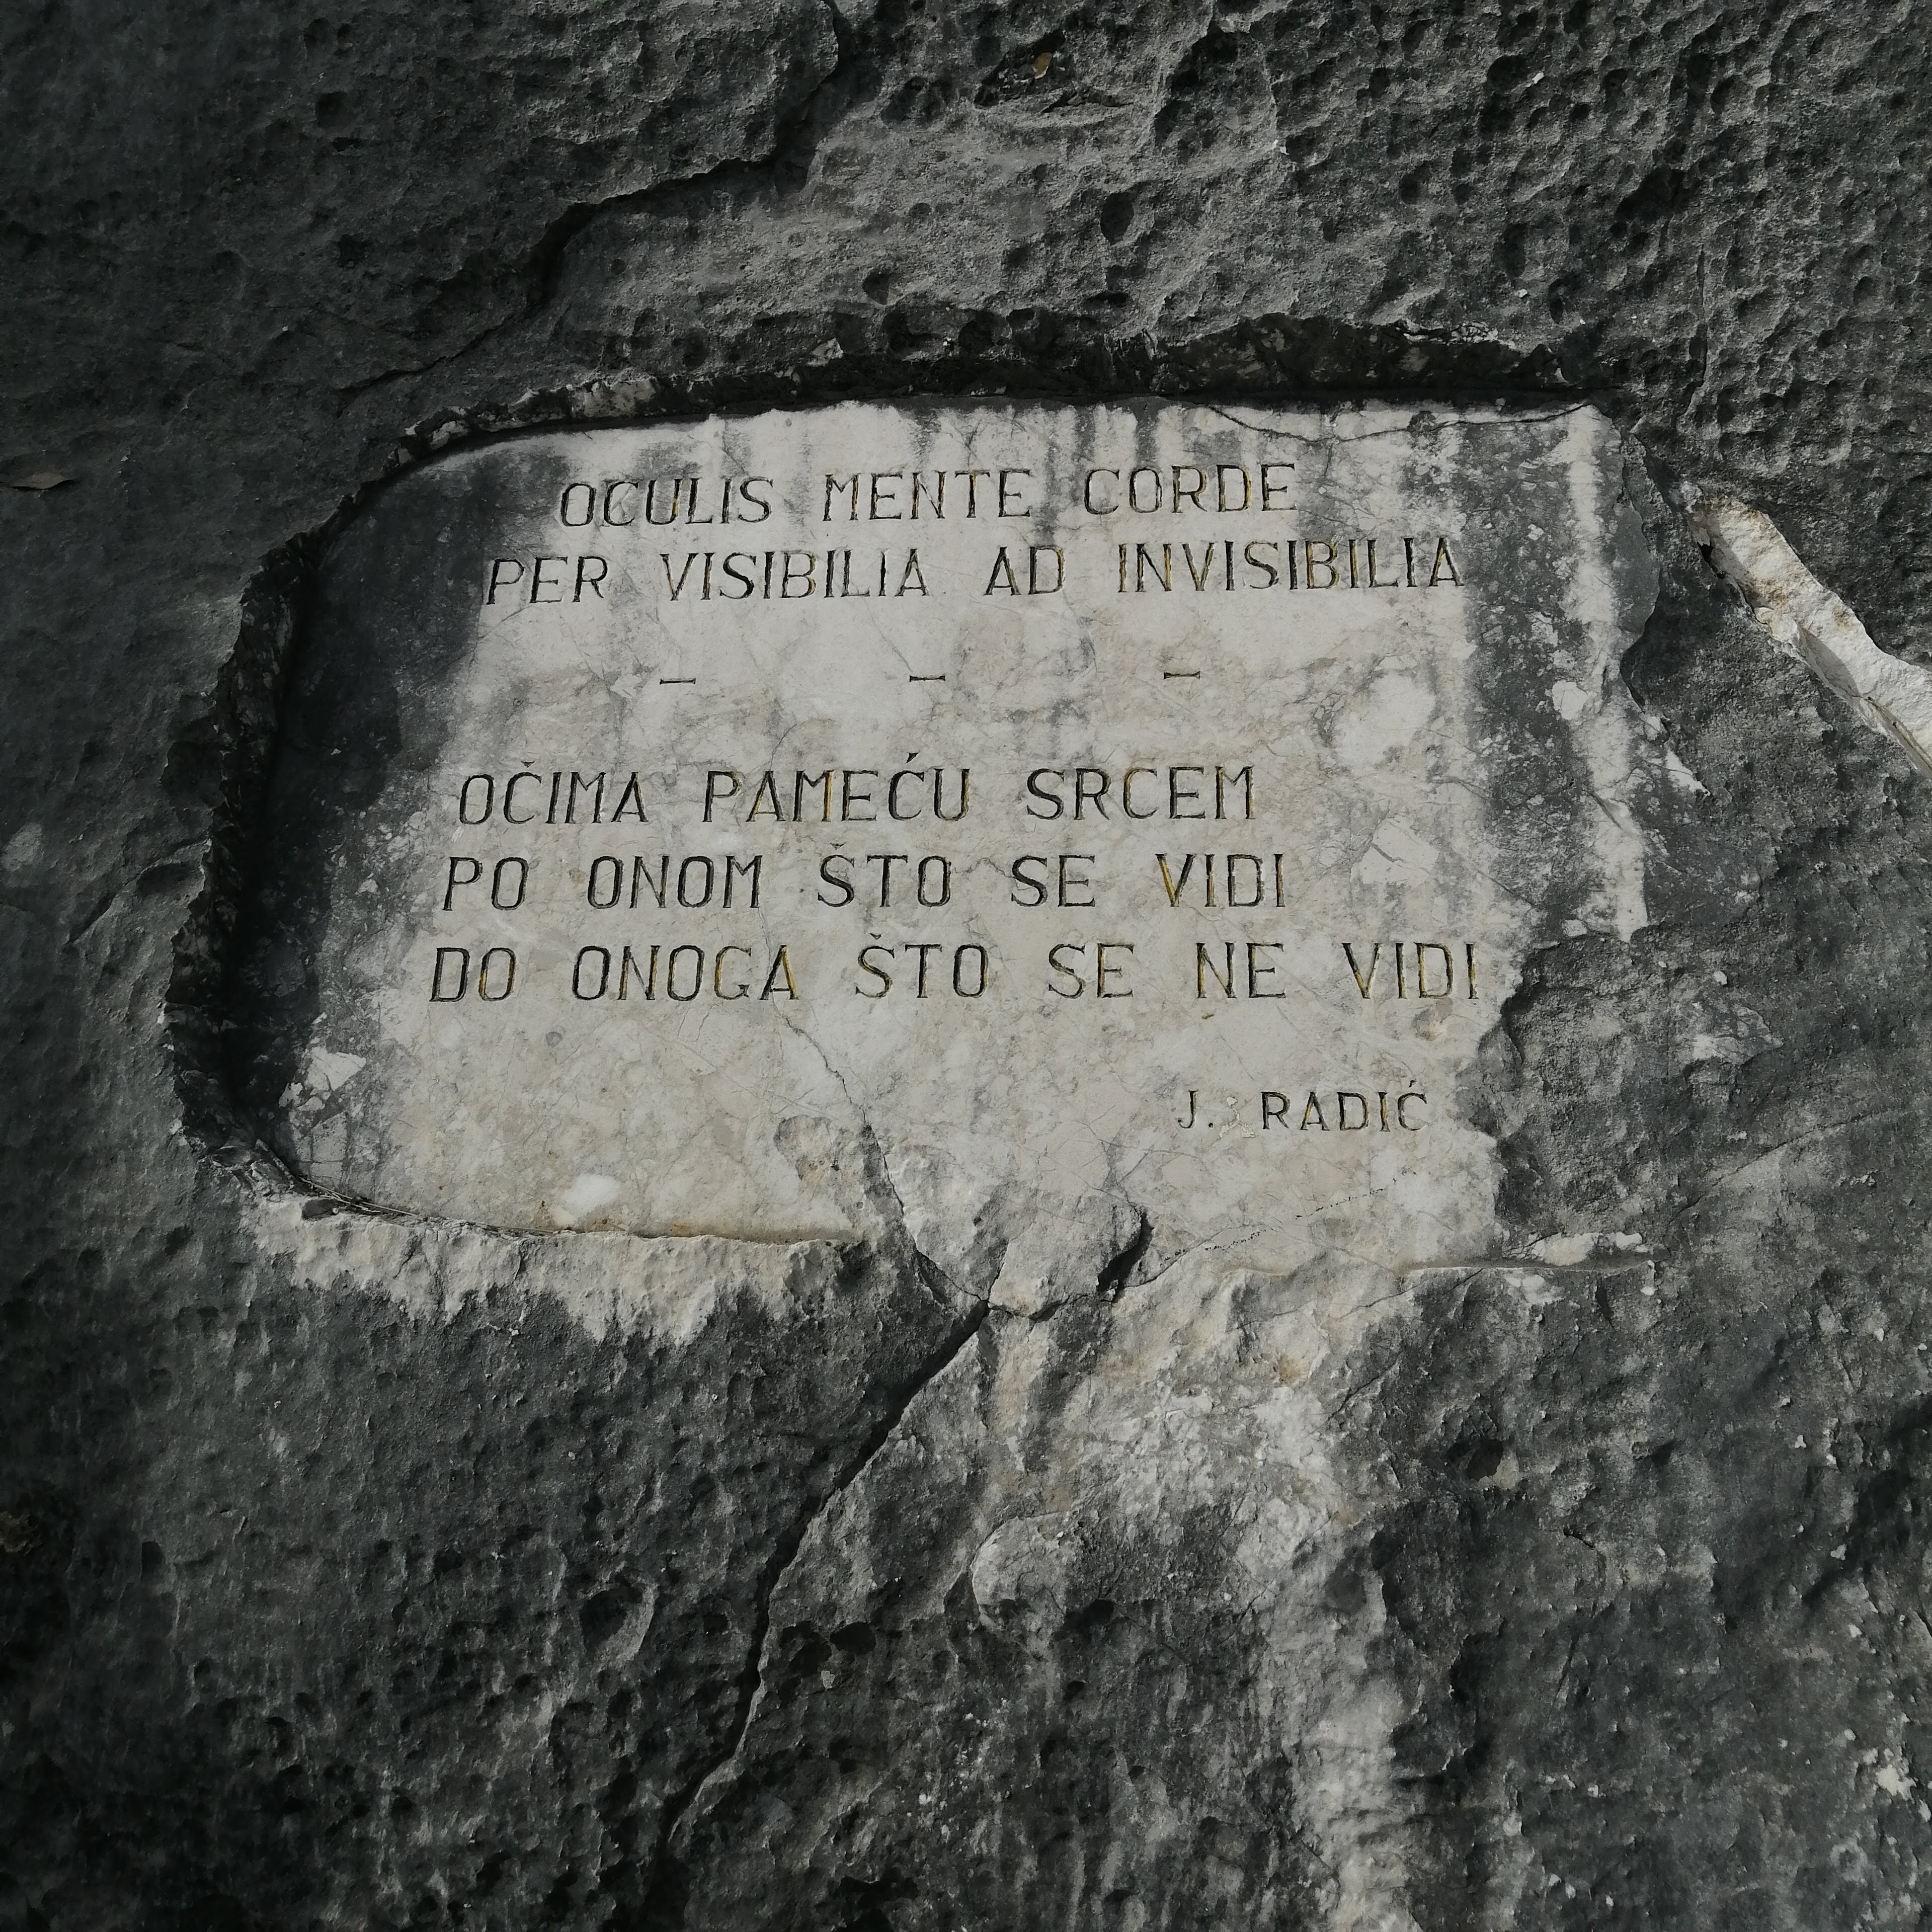 OCULIS MENTE CORDE
PER VISIBILIA AD INVISIBILIA
– – –
OČIMA PAMEĆU SRCEM
PO ONOM ŠTO SE VIDI
DO ONOGA ŠTO SE NE VIDI
J. RADIĆ